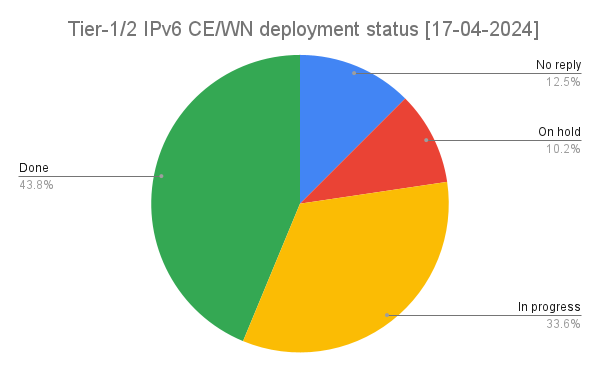 Tier-1/2 IPv6 CE/WN deployment status [17-04-2024]
No reply
12.5%
On hold
10.2%
Done
43.8%
In progress
33.6%